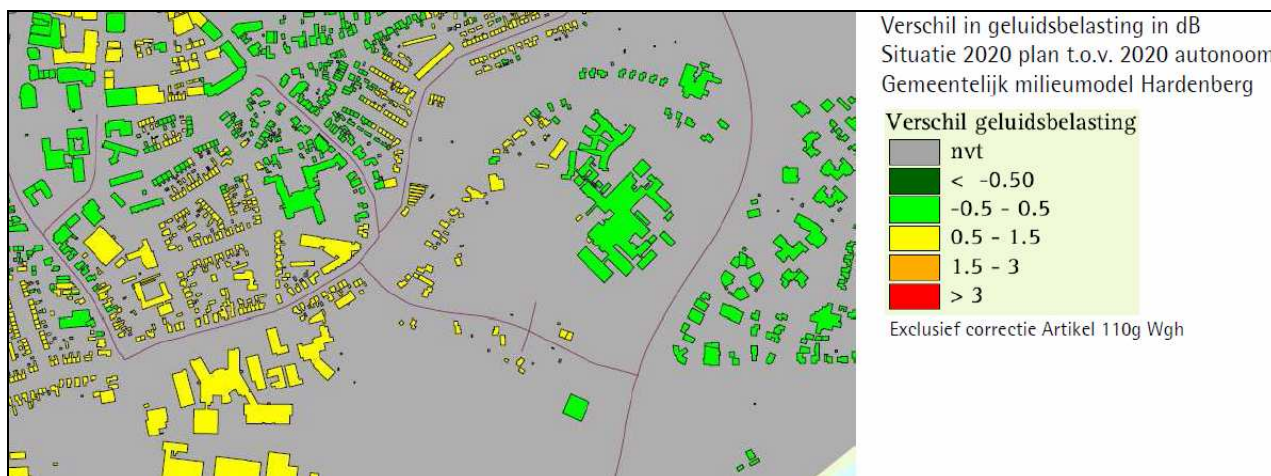 Verschil in geluidsbelasting in dB
Situatie 2020 plan t.o.v. 2020 autonoom
Gemeentelijk milieumodel Hardenberg
Verschil geluidsbelasting
nvt
< -0.50
-0.5 - 0.5
0.5 - 1.5
1.5 - 3
> 3
Exclusief correctie Artikel 110g Wgh